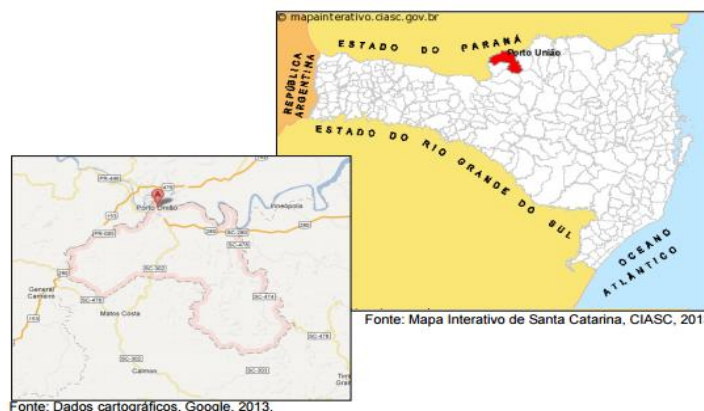 © mapainterativo.ciasc.gov.br
ESTADO DO PARANÁ
Porto União
REPÚBLICA
ARGENTINA
ESTADO DO RIO GRANDE DO SUL
OCEANO
ATLÂNTICO
Fonte: Mapa Interativo de Santa Catarina, CIASC, 201
Porto União
Irineópolis
General
Carneiro
Matos Costa
Calmon
Fonte: Dados cartográficos, Google, 2013.